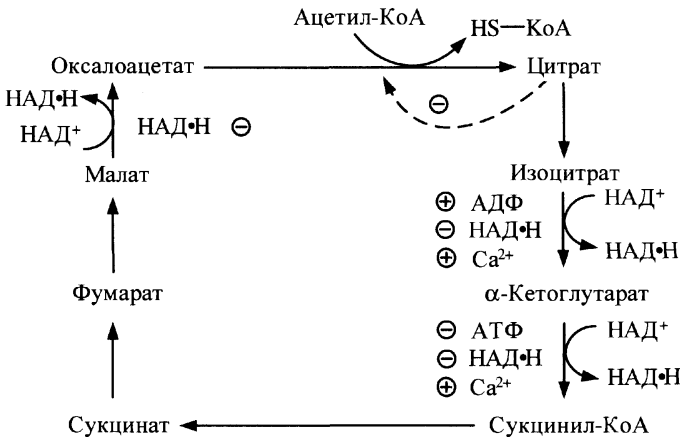 Ацетил-КоА
HS—КоА
Оксалоацетат
Цитрат
НАД•Н
НАД⁺
НАД•Н ⊖
⊖
Малат
Изоцитрат
⊕ АДФ
НАД⁺
⊖ НАД•Н
НАД•Н
⊕ Ca²⁺
Фумарат
α-Кетоглутарат
⊖ АТФ
НАД⁺
⊖ НАД•Н
НАД•Н
⊕ Ca²⁺
Сукцинат
Сукцинил-КоА